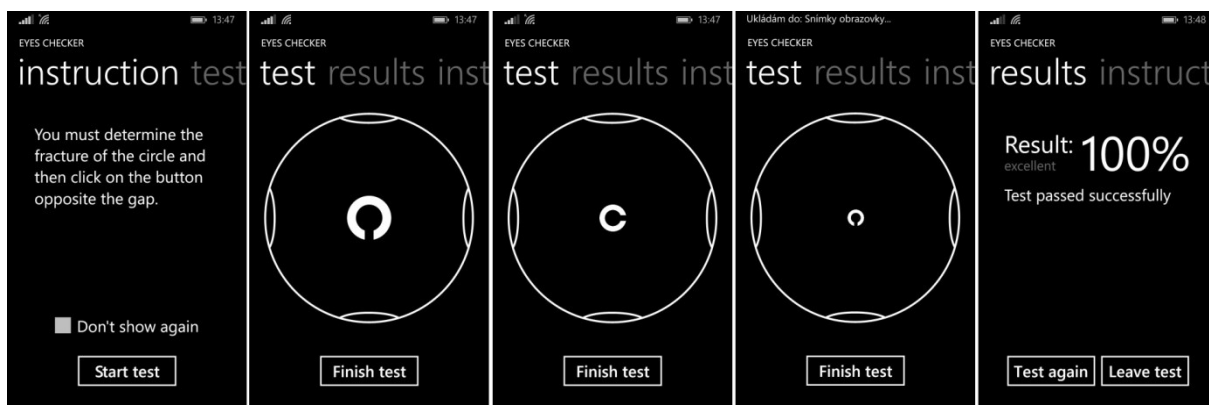 13:47
EYES CHECKER
instruction test
You must determine the
fracture of the circle and
then click on the button
opposite the gap.
Don't show again
Start test
13:47
EYES CHECKER
test results inst
Finish test
13:47
EYES CHECKER
test results inst
Finish test
Ukládám do: Snímky obrazovky...
EYES CHECKER
test results inst
Finish test
13:48
EYES CHECKER
results instruct
Result: 100%
excellent
Test passed successfully
Test again Leave test